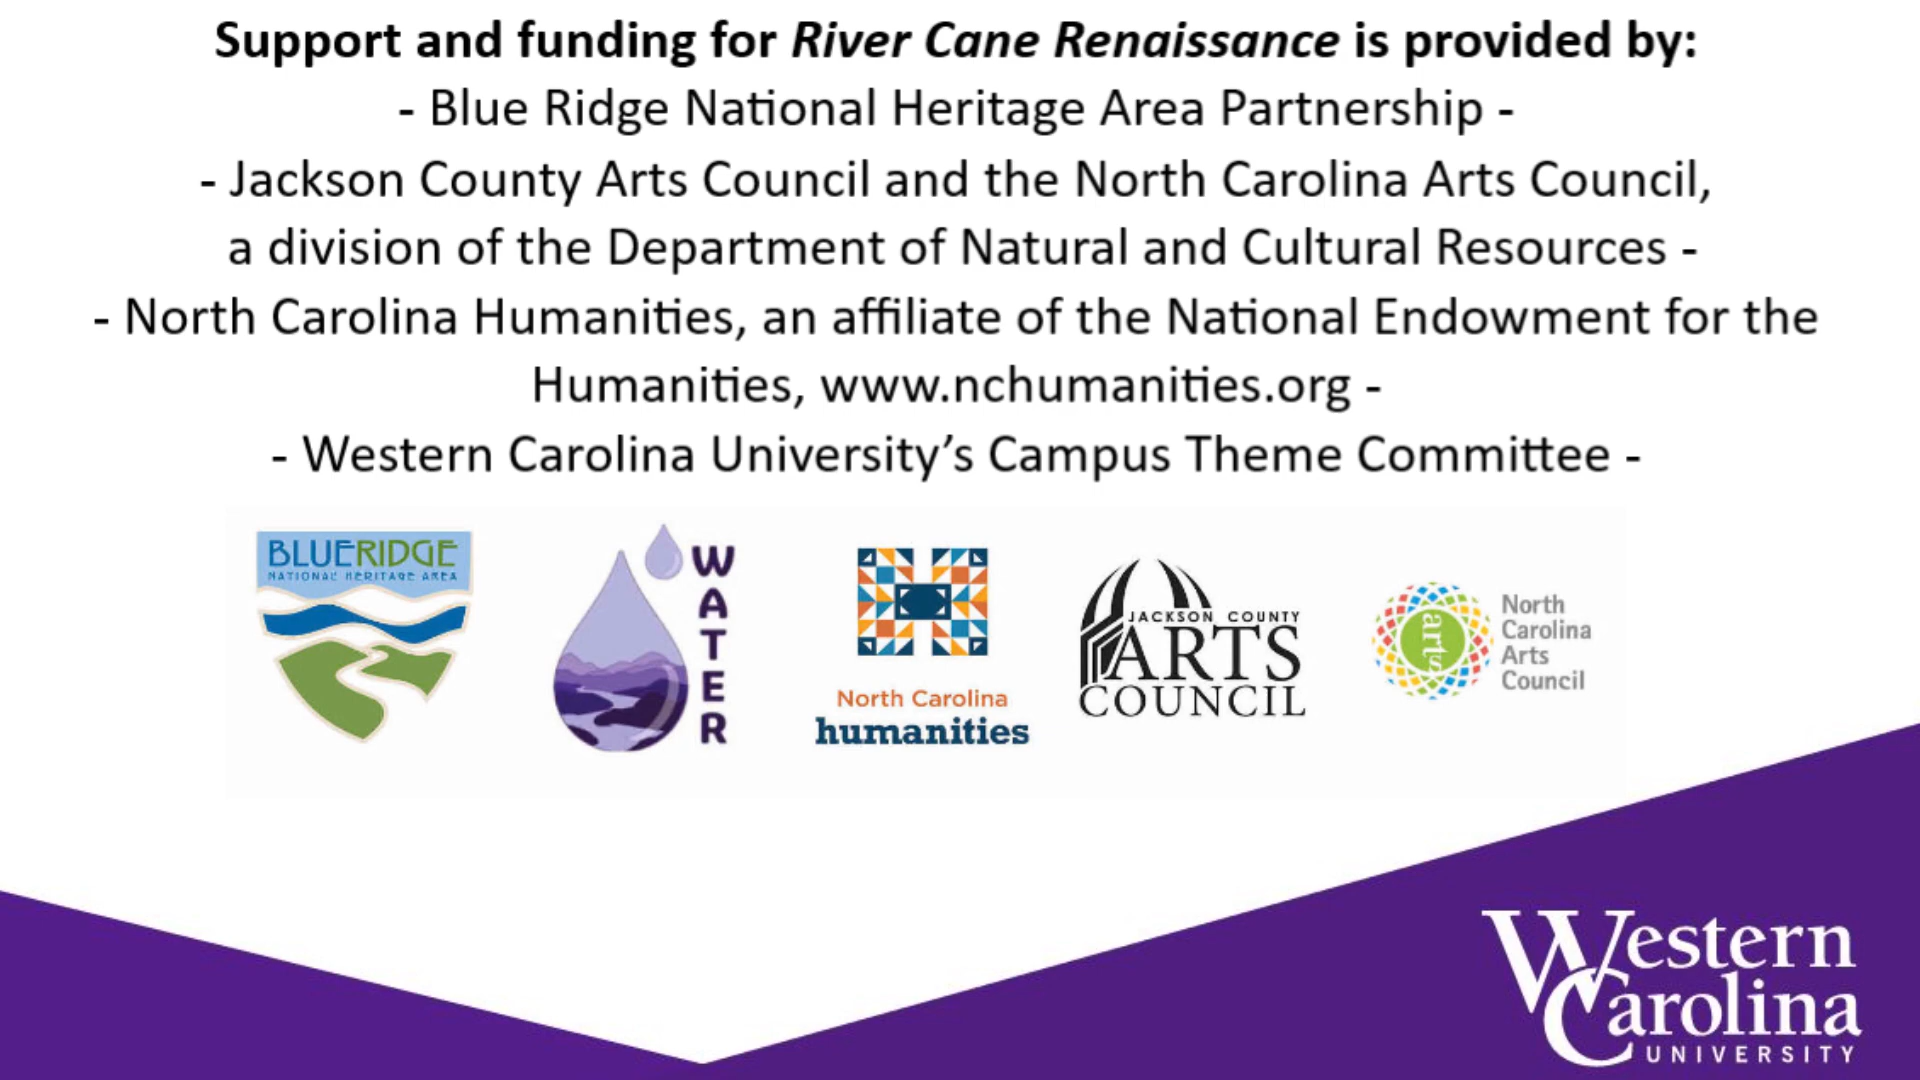 Support and funding for River Cane Renaissance is provided by:
- Blue Ridge National Heritage Area Partnership -
- Jackson County Arts Council and the North Carolina Arts Council,
a division of the Department of Natural and Cultural Resources -
- North Carolina Humanities, an affiliate of the National Endowment for the
Humanities, www.nchumanities.org -
- Western Carolina University’s Campus Theme Committee -
BLUERIDGE
NATIONAL HERITAGE AREA
WATER
North Carolina
humanities
JACKSON COUNTY
ARTS
COUNCIL
arts
North
Carolina
Arts
Council
Western
Carolina
UNIVERSITY